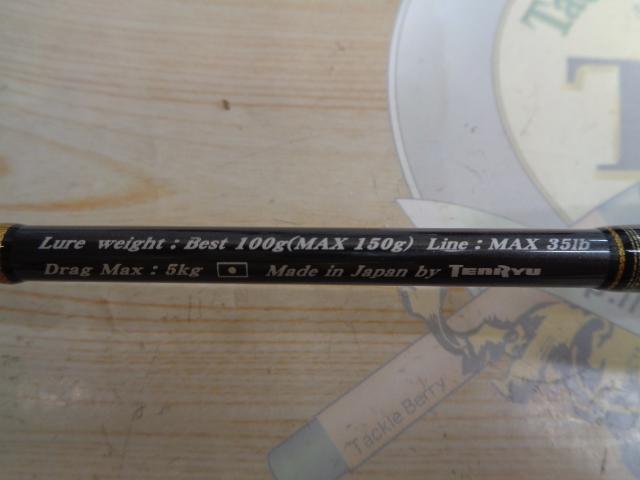 Lure weight : Best 100g(MAX 150g) Line : MAX 35lb
Drag Max : 5kg Made in Japan by TENRYU
Tackle Berry